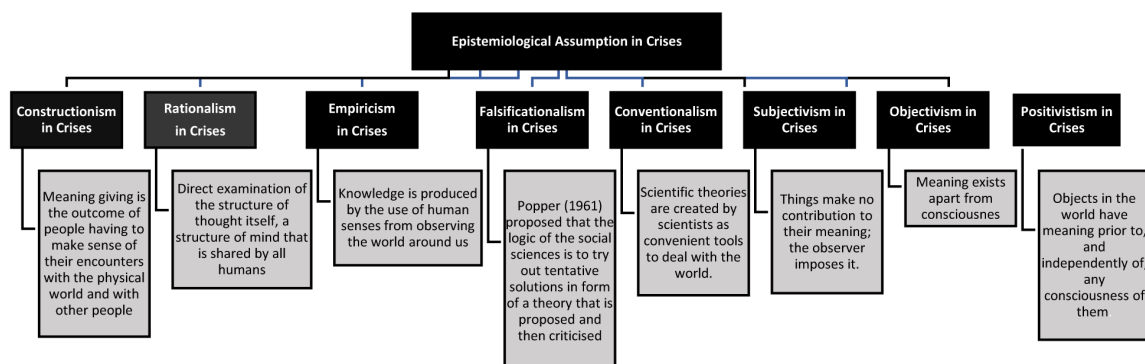 Epistemiological Assumption in Crises
Constructionism
in Crises
Rationalism
in Crises
Empiricism
in Crises
Falsificationalism
in Crises
Conventionalism
in Crises
Subjectivism in
Crises
Objectivism in
Crises
Positivistism in
Crises
Meaning giving is
the outcome of
people having to
make sense of
their encounters
with the physical
world and with
other people
Direct examination of
the structure of
thought itself, a
structure of mind that
is shared by all
humans
Knowledge is produced
by the use of human
senses from observing
the world around us
Popper (1961)
proposed that the
logic of the social
sciences is to try
out tentative
solutions in form
of a theory that is
proposed and
then criticised
Scientific theories
are created by
scientists as
convenient tools
to deal with the
world.
Things make no
contribution to
their meaning;
the observer
imposes it.
Meaning exists
apart from
consciousnes
Objects in the
world have
meaning prior to,
and
independently of,
any
consciousness of
them.